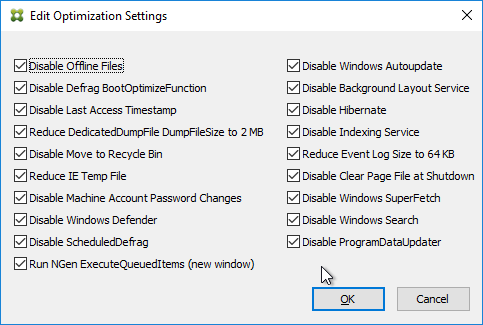 Edit Optimization Settings
Disable Offline Files
Disable Defrag BootOptimizeFunction
Disable Last Access Timestamp
Reduce DedicatedDumpFile DumpFileSize to 2 MB
Disable Move to Recycle Bin
Reduce IE Temp File
Disable Machine Account Password Changes
Disable Windows Defender
Disable ScheduledDefrag
Run NGen ExecuteQueuedItems (new window)
Disable Windows Autoupdate
Disable Background Layout Service
Disable Hibernate
Disable Indexing Service
Reduce Event Log Size to 64 KB
Disable Clear Page File at Shutdown
Disable Windows SuperFetch
Disable Windows Search
Disable ProgramDataUpdater
OK
Cancel